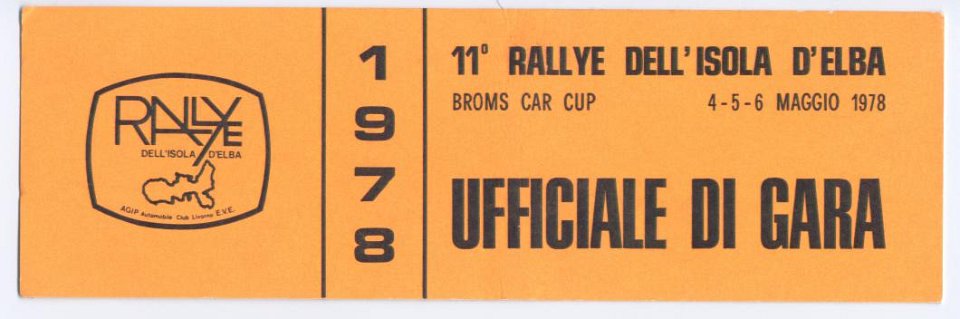 RALLYE
DELL'ISOLA D'ELBA
AGIP Automobile Club Livorno E.V.E.
1
9
7
8
11° RALLYE DELL'ISOLA D'ELBA
BROMS CAR CUP 4-5-6 MAGGIO 1978
UFFICIALE DI GARA